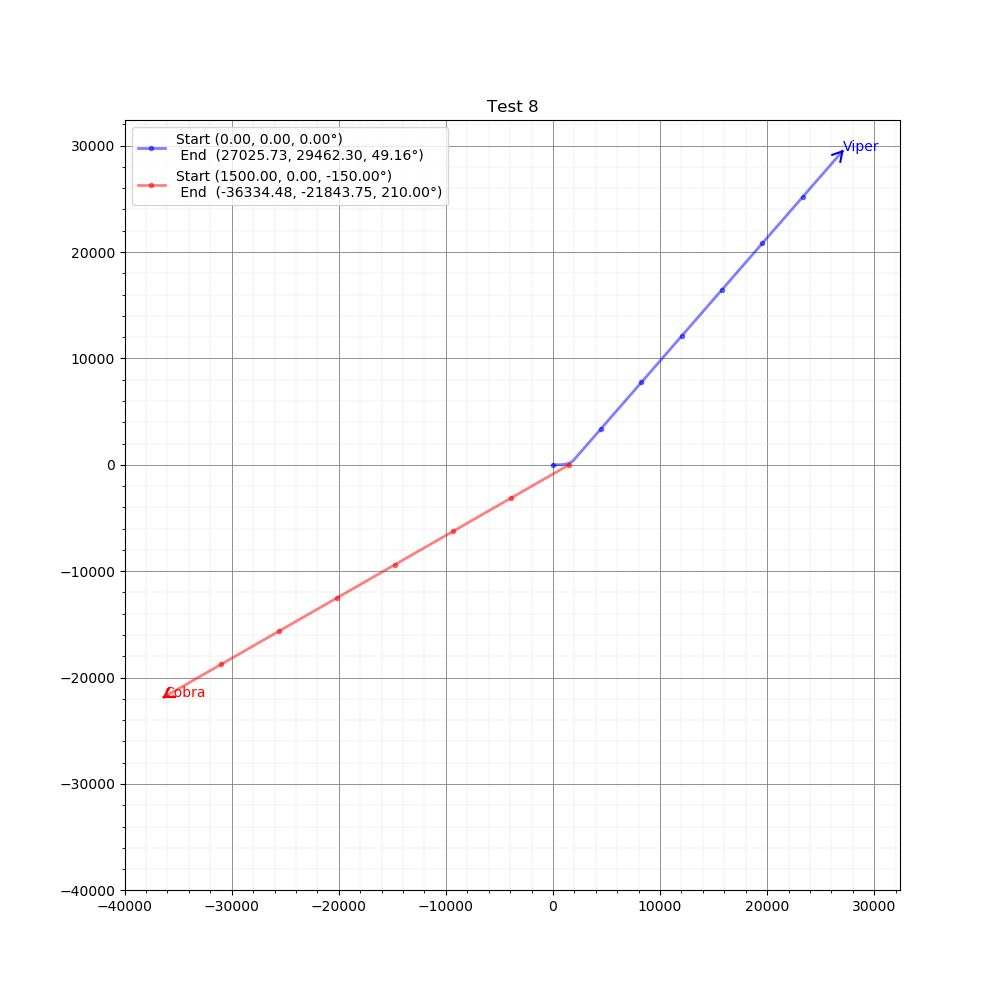 Test 8
Start (0.00, 0.00, 0.00°)
End (27025.73, 29462.30, 49.16°)
Start (1500.00, 0.00, -150.00°)
End (-36334.48, -21843.75, 210.00°)
Viper
Cobra
30000
20000
10000
0
−10000
−20000
−30000
−40000
−40000 −30000 −20000 −10000 0 10000 20000 30000